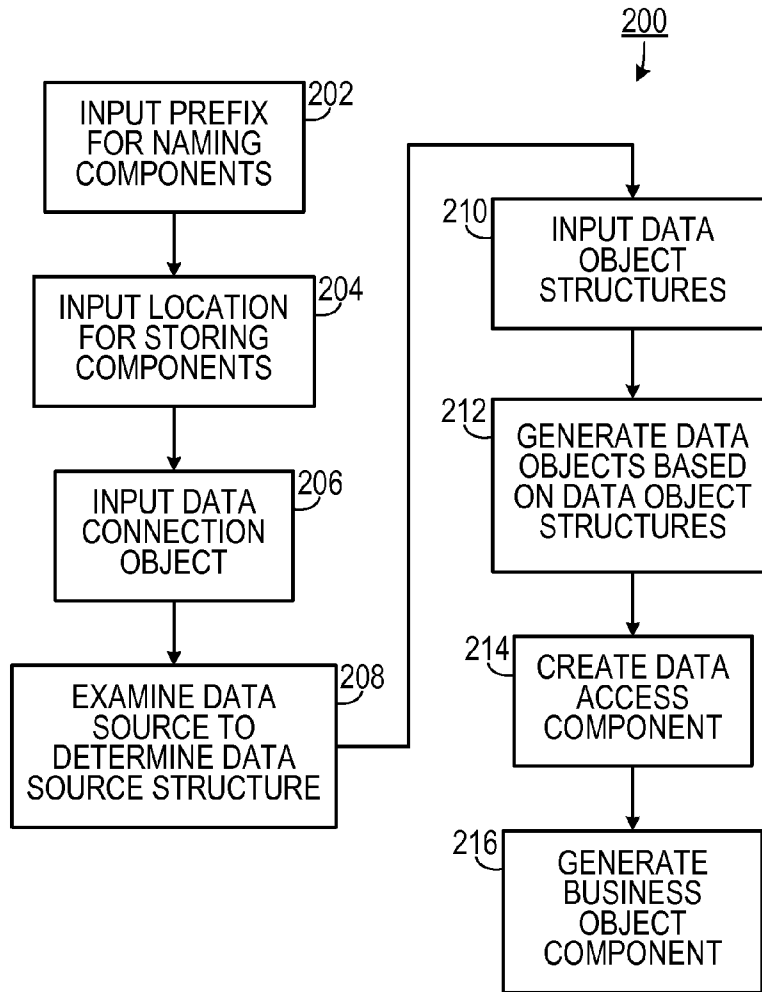 200
202
INPUT PREFIX
FOR NAMING
COMPONENTS
204
INPUT LOCATION
FOR STORING
COMPONENTS
206
INPUT DATA
CONNECTION
OBJECT
208
EXAMINE DATA
SOURCE TO
DETERMINE DATA
SOURCE STRUCTURE
210
INPUT DATA
OBJECT
STRUCTURES
212
GENERATE DATA
OBJECTS BASED
ON DATA OBJECT
STRUCTURES
214
CREATE DATA
ACCESS
COMPONENT
216
GENERATE
BUSINESS
OBJECT
COMPONENT